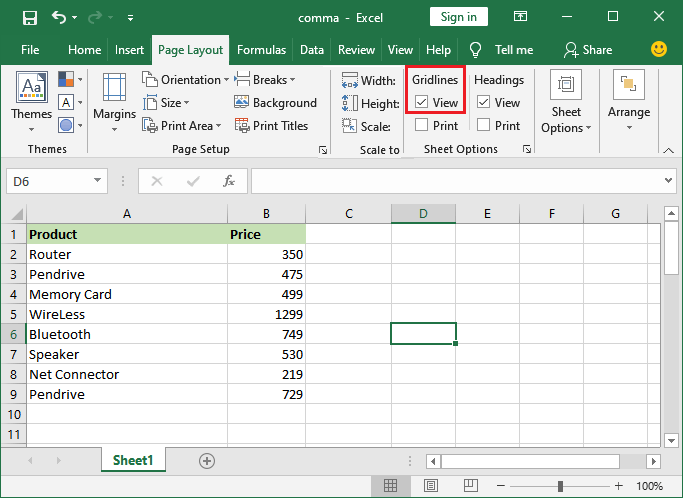 comma - Excel
Sign in
File Home Insert Page Layout Formulas Data Review View Help Tell me Share
Aa
Themes
A
Themes
Margins
Orientation
Size
Print Area
Breaks
Background
Print Titles
Page Setup
Width:
Height:
Scale:
Scale to
Gridlines
View
Print
Headings
View
Print
Sheet Options
Sheet
Options
Arrange
D6
fx
A B C D E F G
1 Product Price
2 Router 350
3 Pendrive 475
4 Memory Card 499
5 WireLess 1299
6 Bluetooth 749
7 Speaker 530
8 Net Connector 219
9 Pendrive 729
10
11
Sheet1
100%